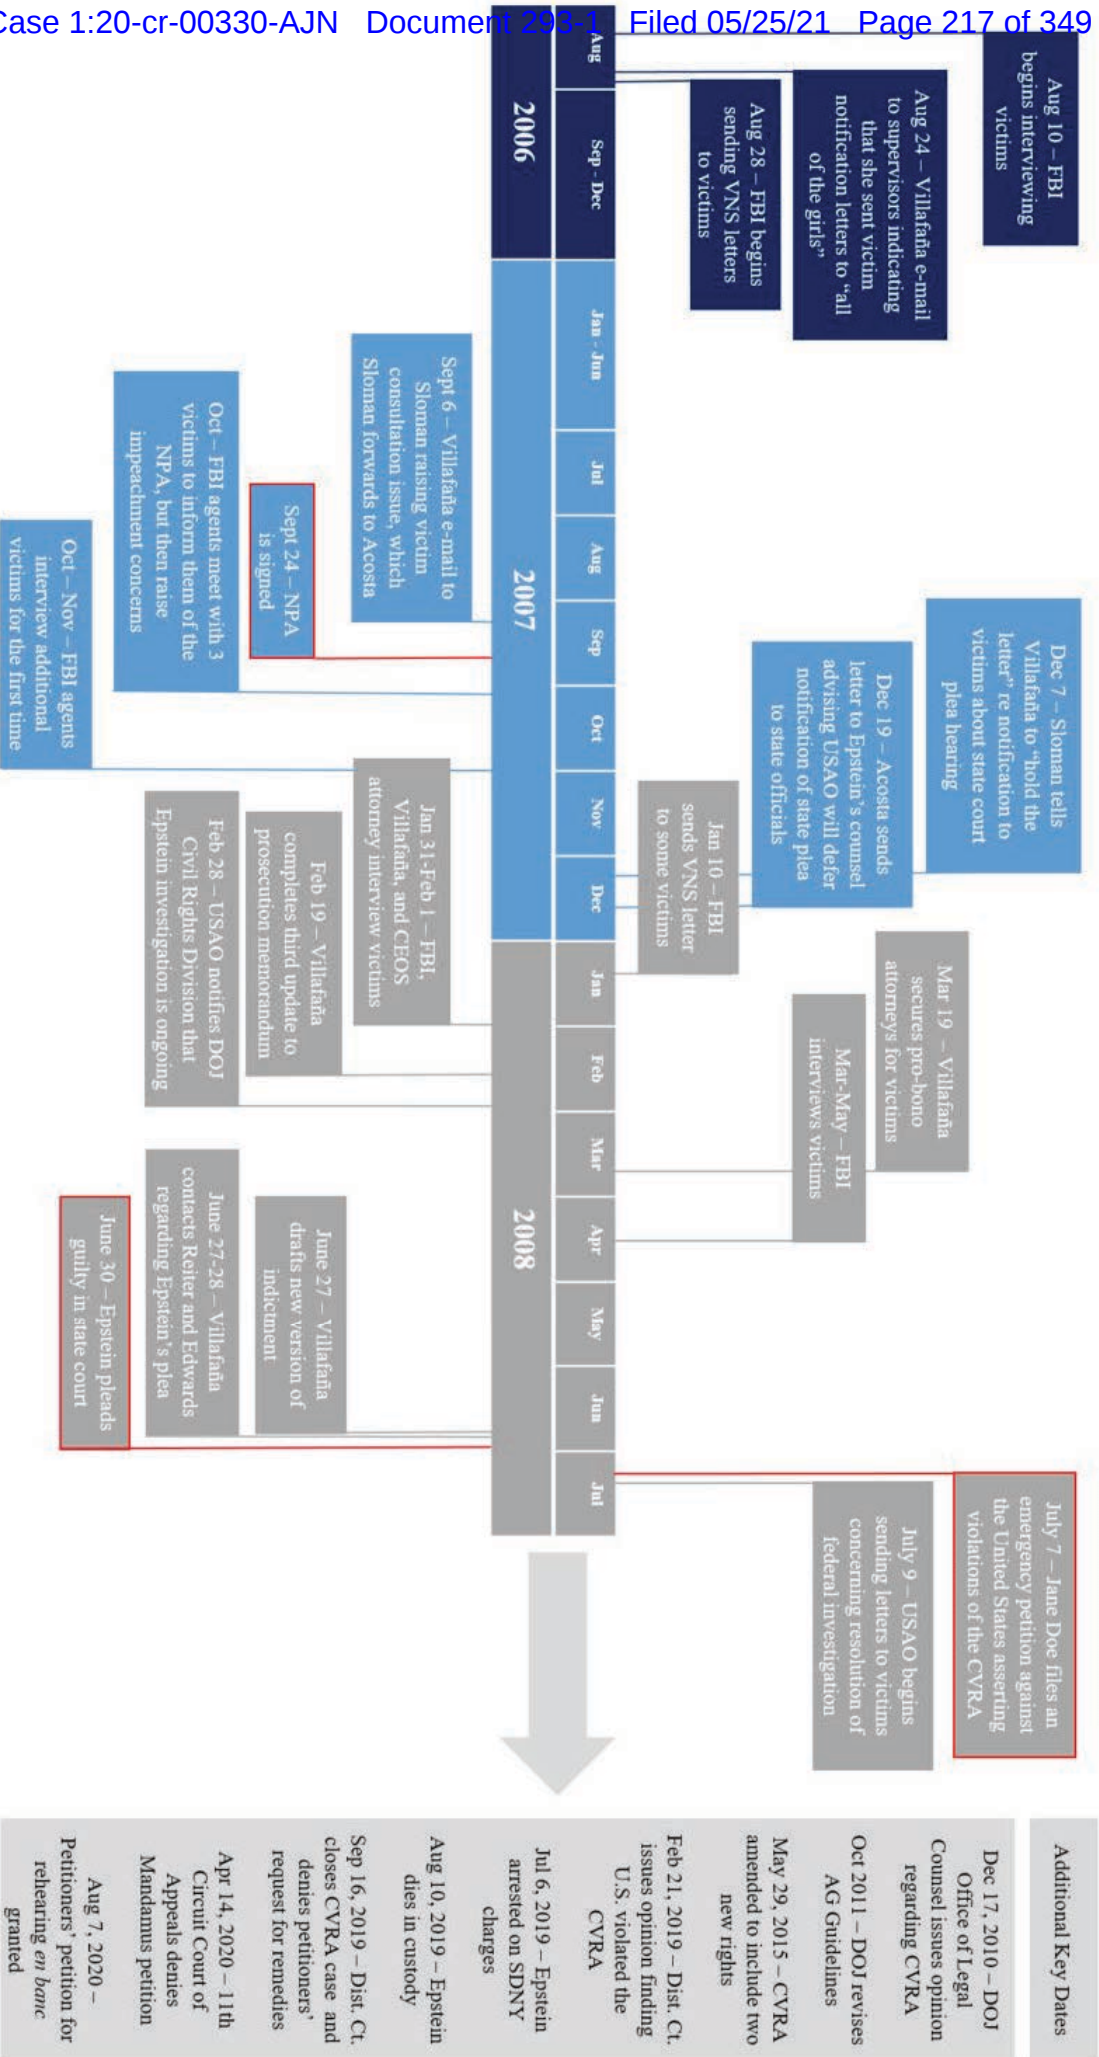 Case 1:20-cr-00330-AJN Document 293-1 Filed 05/25/21 Page 217 of 349
Aug 10 – FBI
begins interviewing
victims
Aug 24 – Villafaña e-mail
to supervisors indicating
that she sent victim
notification letters to “all
of the girls”
Aug 28 – FBI begins
sending VNS letters
to victims
Dec 7 – Sloman tells
Villafaña to “hold the
letter” re notification to
victims about state court
plea hearing
Dec 19 – Acosta sends
letter to Epstein’s counsel
advising USAO will defer
notification of state plea
to state officials
Jan 10 – FBI
sends VNS letter
to some victims
Mar 19 – Villafaña
secures pro-bono
attorneys for victims
Mar-May – FBI
interviews victims
July 7 – Jane Doe files an
emergency petition against
the United States asserting
violations of the CVRA
July 9 – USAO begins
sending letters to victims
concerning resolution of
federal investigation
Aug
Sep - Dec
Jan - Jun
Jul
Aug
Sep
Oct
Nov
Dec
Jan
Feb
Mar
Apr
May
Jun
Jul
2006
2007
2008
Sept 6 – Villafaña e-mail to
Sloman raising victim
consultation issue, which
Sloman forwards to Acosta
Sept 24 – NPA
is signed
Oct – FBI agents meet with 3
victims to inform them of the
NPA, but then raise
impeachment concerns
Oct – Nov – FBI agents
interview additional
victims for the first time
Jan 31-Feb 1 – FBI,
Villafaña, and CEOS
attorney interview victims
Feb 19 – Villafaña
completes third update to
prosecution memorandum
Feb 28 – USAO notifies DOJ
Civil Rights Division that
Epstein investigation is ongoing
June 27 – Villafaña
drafts new version of
indictment
June 27-28 – Villafaña
contacts Reiter and Edwards
regarding Epstein’s plea
June 30 – Epstein pleads
guilty in state court
Additional Key Dates
Dec 17, 2010 – DOJ
Office of Legal
Counsel issues opinion
regarding CVRA
Oct 2011 – DOJ revises
AG Guidelines
May 29, 2015 – CVRA
amended to include two
new rights
Feb 21, 2019 – Dist. Ct.
issues opinion finding
U.S. violated the
CVRA
Jul 6, 2019 – Epstein
arrested on SDNY
charges
Aug 10, 2019 – Epstein
dies in custody
Sep 16, 2019 – Dist. Ct.
closes CVRA case and
denies petitioners’
request for remedies
Apr 14, 2020 – 11th
Circuit Court of
Appeals denies
Mandamus petition
Aug 7, 2020 –
Petitioners’ petition for
rehearing en banc
granted